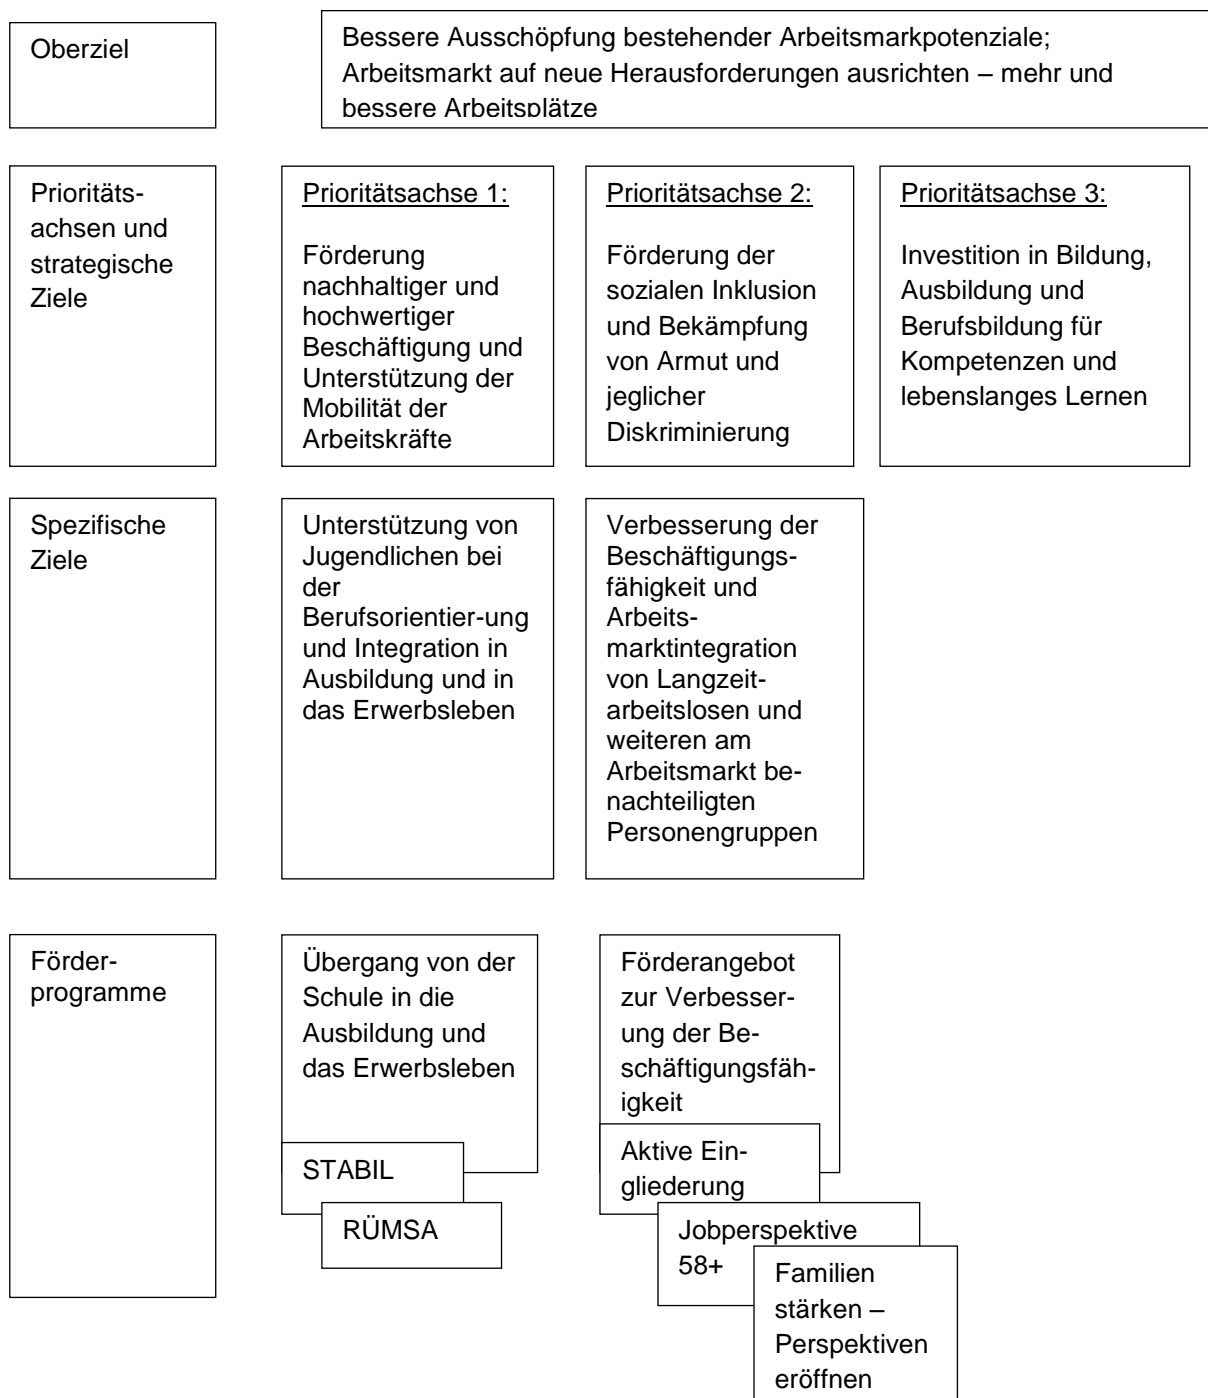 Oberziel
Bessere Ausschöpfung bestehender Arbeitsmarkpotenziale;
Arbeitsmarkt auf neue Herausforderungen ausrichten – mehr und
bessere Arbeitsplätze
Prioritäts-
achsen und
strategische
Ziele
Prioritätsachse 1:
Förderung
nachhaltiger und
hochwertiger
Beschäftigung und
Unterstützung der
Mobilität der
Arbeitskräfte
Prioritätsachse 2:
Förderung der
sozialen Inklusion
und Bekämpfung
von Armut und
jeglicher
Diskriminierung
Prioritätsachse 3:
Investition in Bildung,
Ausbildung und
Berufsbildung für
Kompetenzen und
lebenslanges Lernen
Spezifische
Ziele
Unterstützung von
Jugendlichen bei
der
Berufsorientier-ung
und Integration in
Ausbildung und in
das Erwerbsleben
Verbesserung der
Beschäftigungs-
fähigkeit und
Arbeits-
marktintegration
von Langzeit-
arbeitslosen und
weiteren am
Arbeitsmarkt be-
nachteiligten
Personengruppen
Förder-
programme
Übergang von der
Schule in die
Ausbildung und
das Erwerbsleben
STABIL
RÜMSA
Förderangebot
zur Verbesser-
ung der Be-
schäftigungsfäh-
igkeit
Aktive Ein-
gliederung
Jobperspektive
58+
Familien
stärken –
Perspektiven
eröffnen